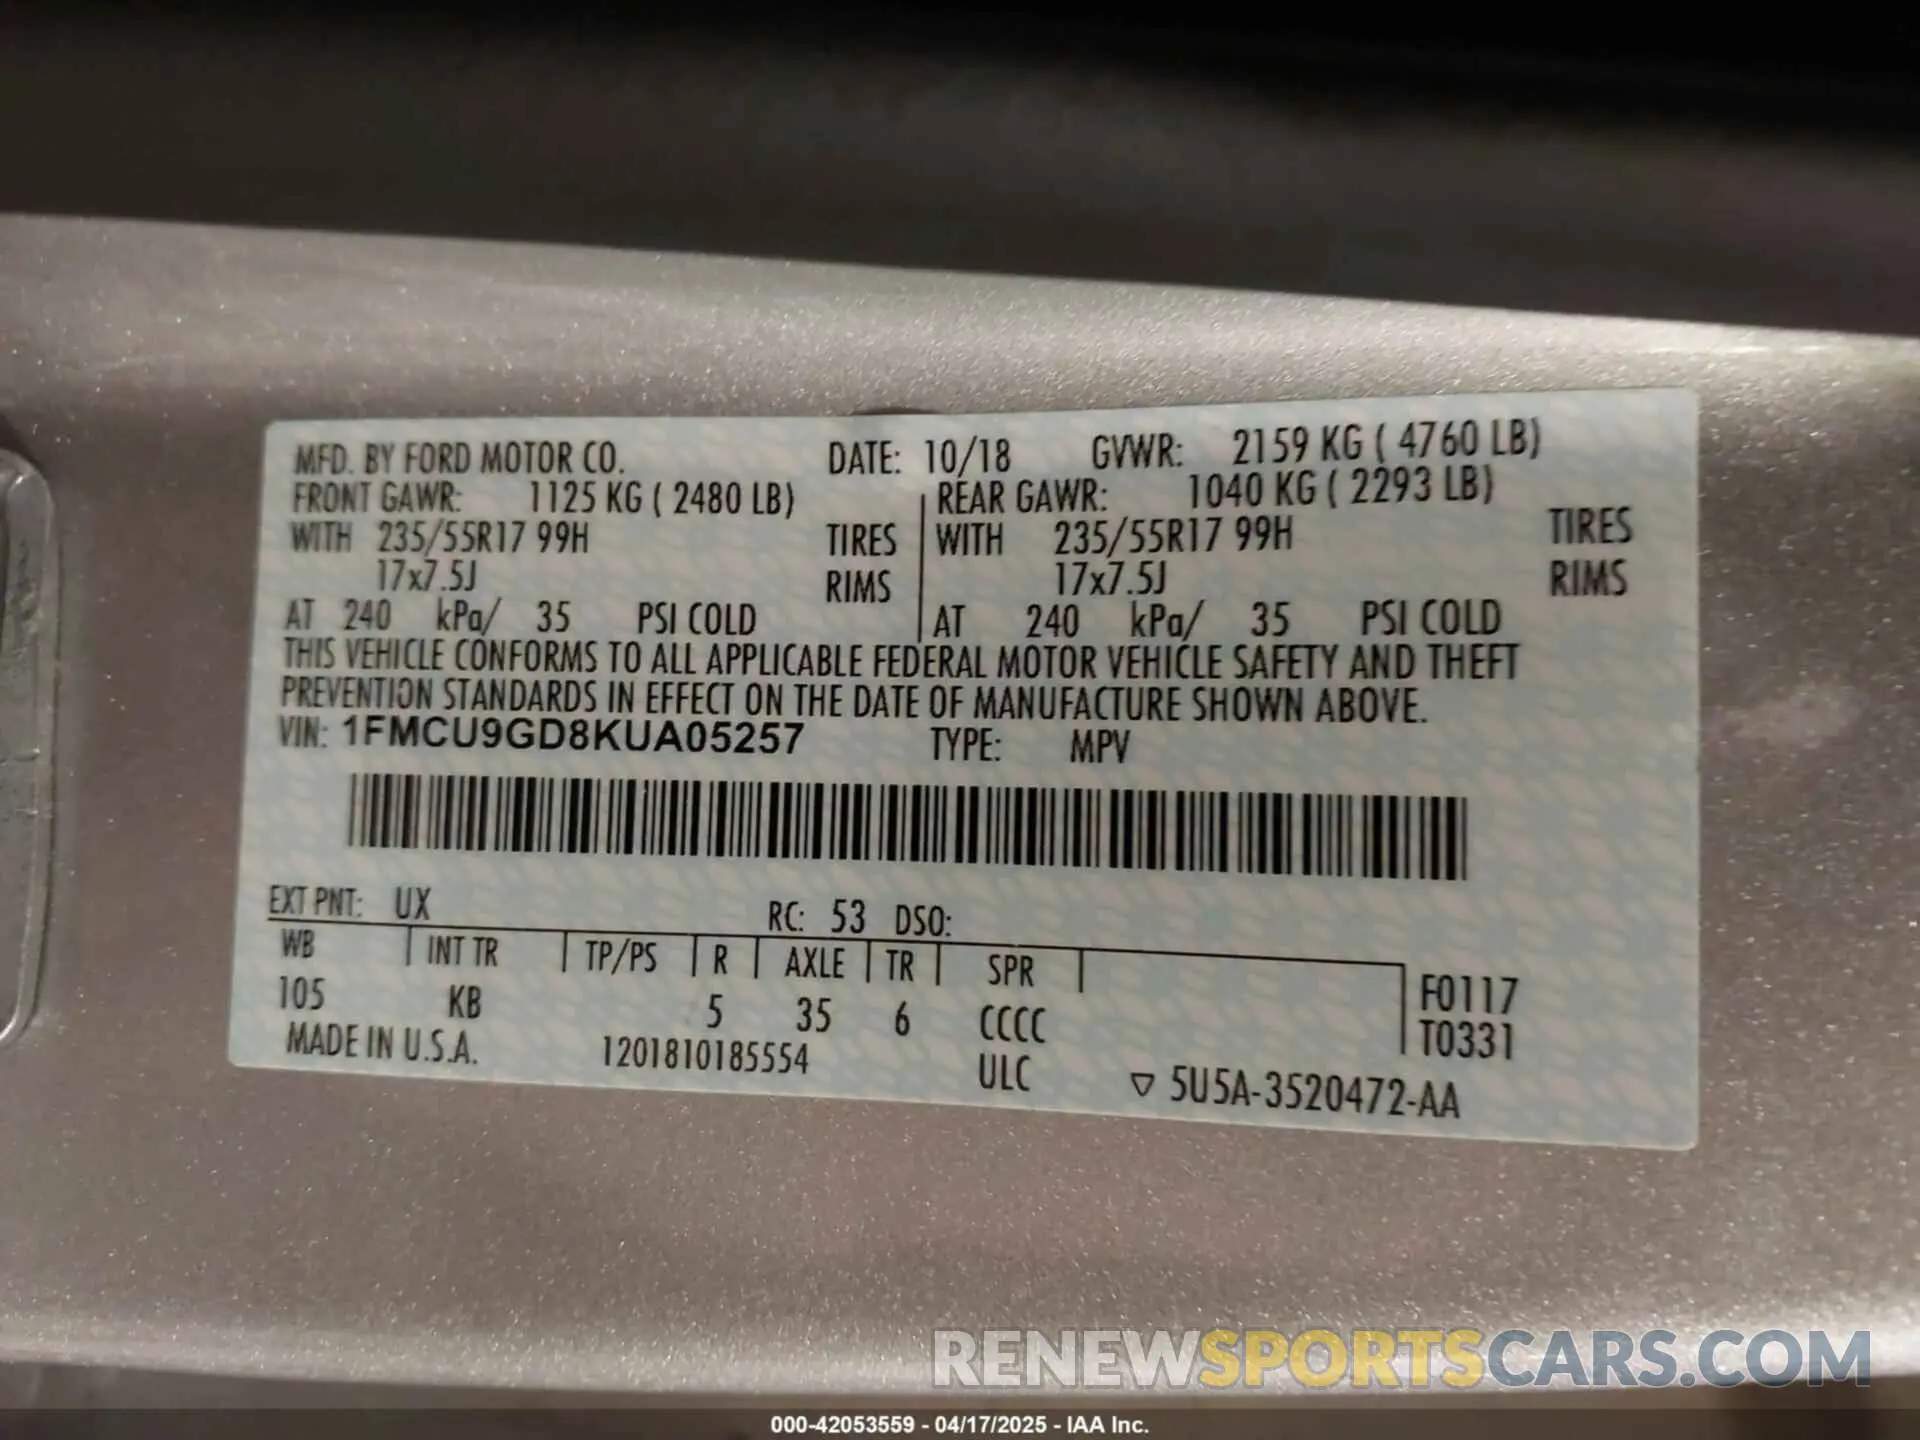 MFD. BY FORD MOTOR CO. DATE: 10/18 GVWR: 2159 KG ( 4760 LB)
FRONT GAWR: 1125 KG ( 2480 LB) REAR GAWR: 1040 KG ( 2293 LB)
WITH 235/55R17 99H TIRES WITH 235/55R17 99H TIRES
17x7.5J RIMS 17x7.5J RIMS
AT 240 kPa/ 35 PSI COLD AT 240 kPa/ 35 PSI COLD
THIS VEHICLE CONFORMS TO ALL APPLICABLE FEDERAL MOTOR VEHICLE SAFETY AND THEFT
PREVENTION STANDARDS IN EFFECT ON THE DATE OF MANUFACTURE SHOWN ABOVE.
VIN: 1FMCU9GD8KUA05257 TYPE: MPV
EXT PNT: UX RC: 53 DSO:
WB INT TR TP/PS R AXLE TR SPR
105 KB 5 35 6 CCCC F0117
T0331
MADE IN U.S.A. 1201810185554 ULC ▽ 5U5A-3520472-AA
RENEWSPORTSCARS.COM
000-42053559 - 04/17/2025 - IAA Inc.